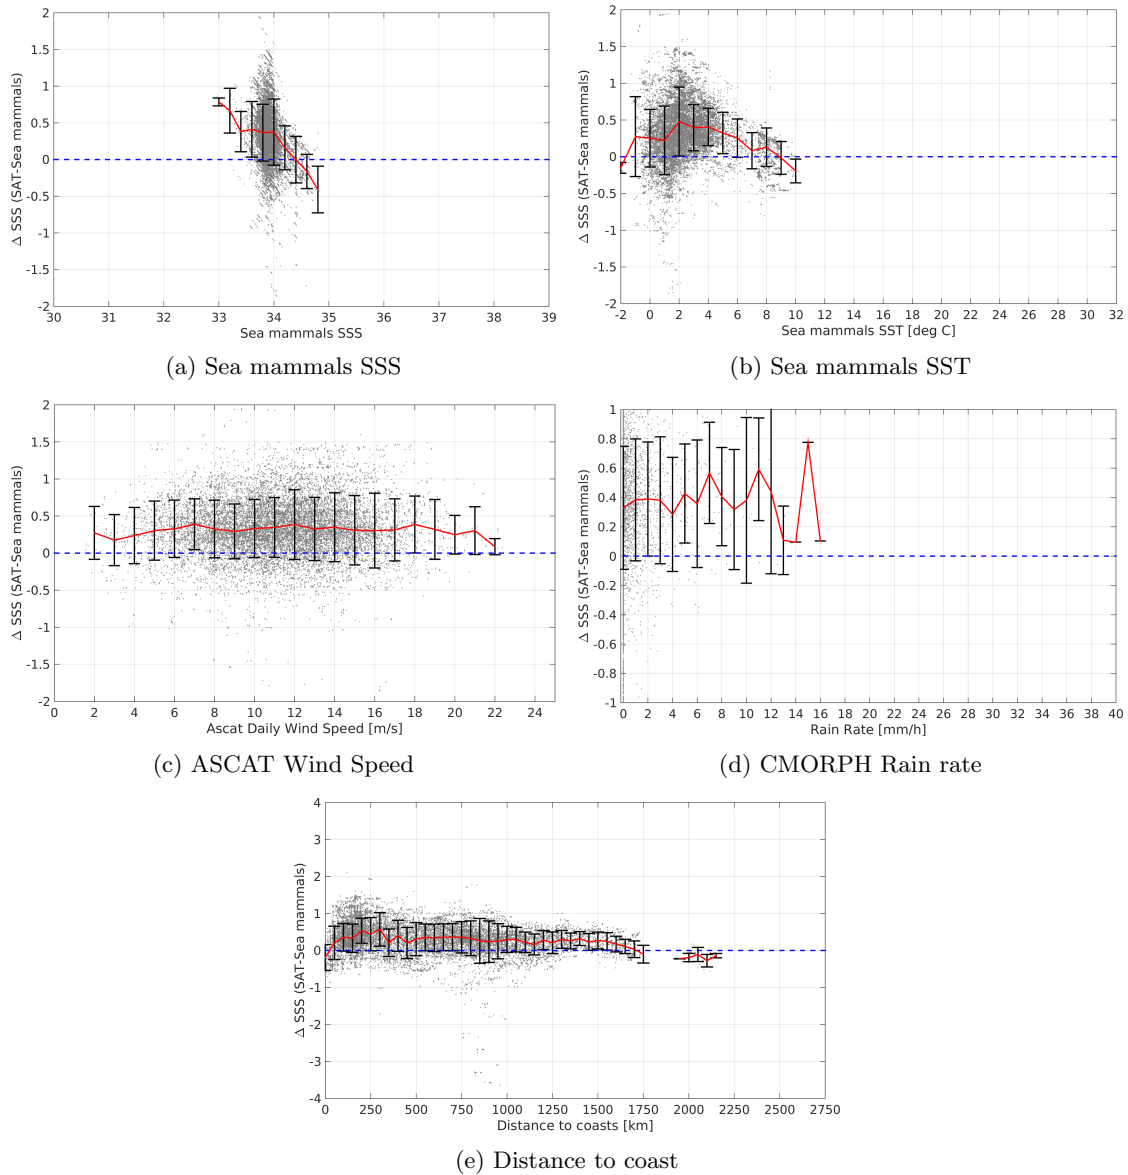 2
1.5
1
0.5
0
-0.5
-1
-1.5
2
Δ SSS (SAT-Sea mammals)
30 31 32 33 34 35 36 37 38 39
Sea mammals SSS
(a) Sea mammals SSS
2
1.5
1
0.5
0
-0.5
-1
-1.5
2
Δ SSS (SAT-Sea mammals)
-2 0 2 4 6 8 10 12 14 16 18 20 22 24 26 28 30 32
Sea mammals SST [deg C]
(b) Sea mammals SST
2
1.5
1
0.5
0
-0.5
-1
-1.5
-2
Δ SSS (SAT-Sea mammals)
0 2 4 6 8 10 12 14 16 18 20 22 24
Ascat Daily Wind Speed [m/s]
(c) ASCAT Wind Speed
1
0.8
0.6
0.4
0.2
0
0.2
0.4
-0.6
-0.8
-1
Δ SSS (SAT-Sea mammals)
0 2 4 6 8 10 12 14 16 18 20 22 24 26 28 30 32 34 36 38 40
Rain Rate [mm/h]
(d) CMORPH Rain rate
4
3
2
1
0
-1
-2
-3
-4
Δ SSS (SAT-Sea mammals)
0 250 500 750 1000 1250 1500 1750 2000 2250 2500 2750
Distance to coasts [km]
(e) Distance to coast